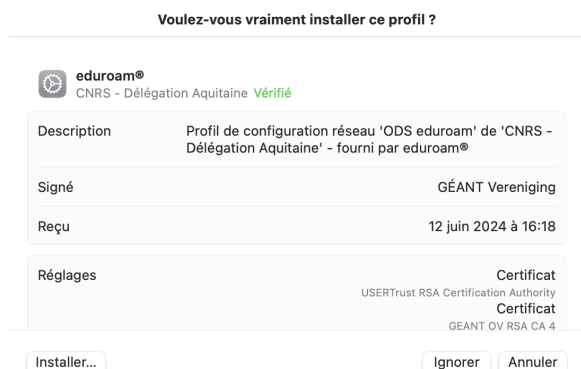 Voulez-vous vraiment installer ce profil ?
eduroam®
CNRS - Délégation Aquitaine Vérifié
Description
Profil de configuration réseau 'ODS eduroam' de 'CNRS -
Délégation Aquitaine' - fourni par eduroam®
Signé
GÉANT Vereniging
Reçu
12 juin 2024 à 16:18
Réglages
Certificat
USERTrust RSA Certification Authority
Certificat
GEANT OV RSA CA 4
Installer...
Ignorer
Annuler